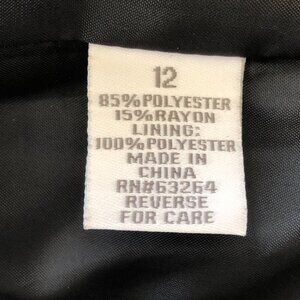 12
85%POLYESTER
15%RAYON
LINING:
100%POLYESTER
MADE IN
CHINA
RN#63264
REVERSE
FOR CARE